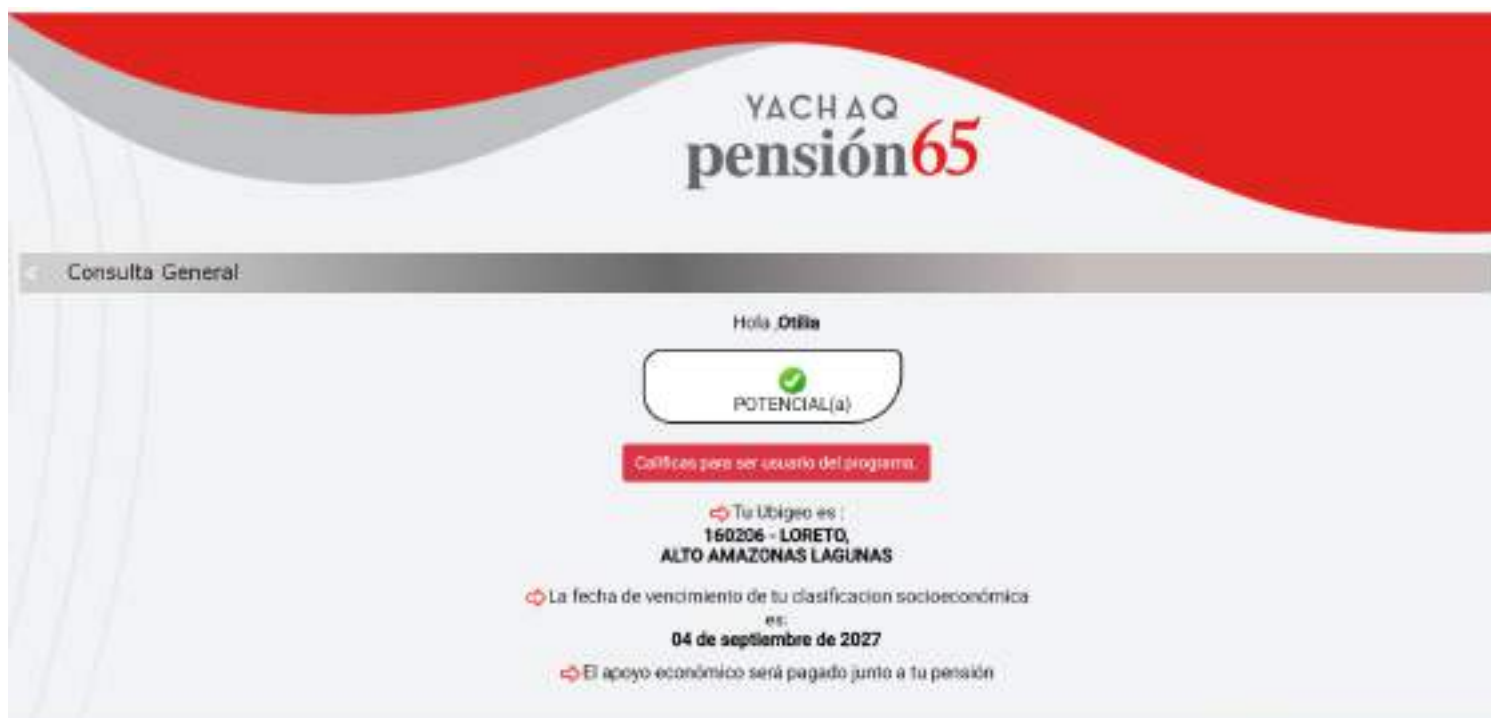 YACHAQ
pensión65
Consulta General
Hola ,Otilia
POTENCIAL(a)
Calificas para ser usuario del programa.
Tu Ubigeo es :
160206 - LORETO,
ALTO AMAZONAS LAGUNAS
La fecha de vencimiento de tu clasificacion socioeconómica
es:
04 de septiembre de 2027
El apoyo económico será pagado junto a tu pensión